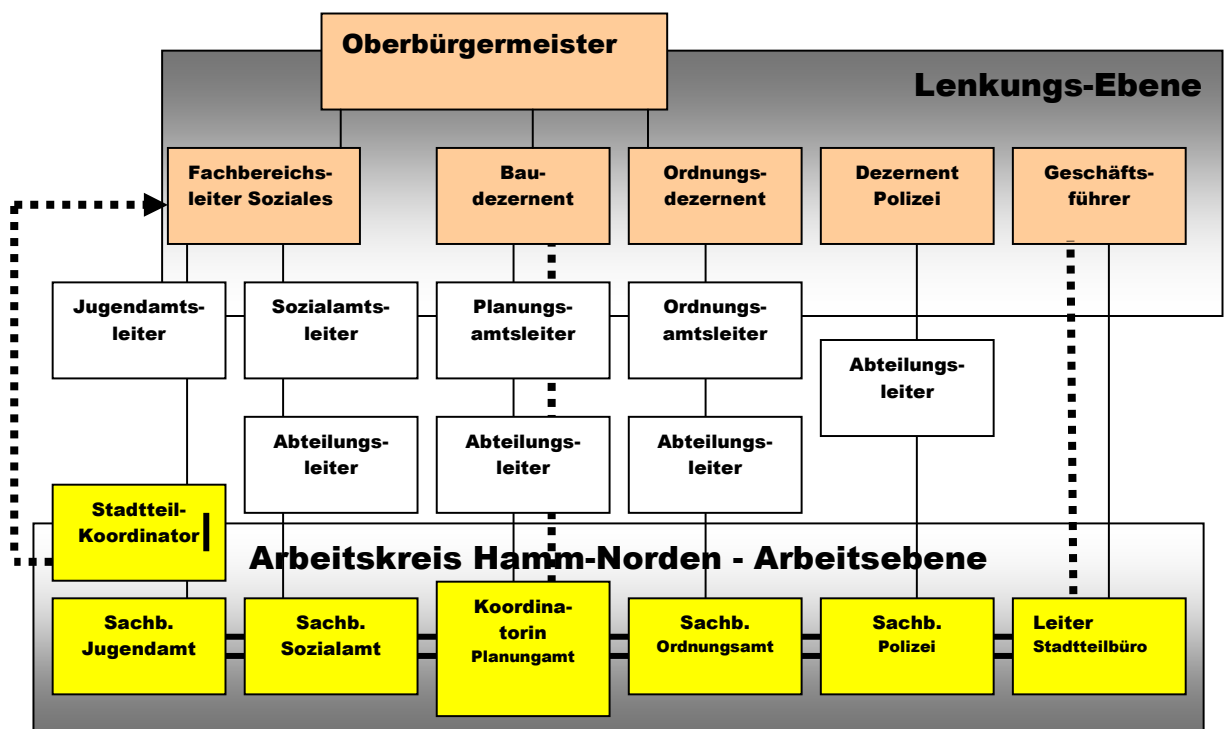 Oberbürgermeister
Lenkungs-Ebene
Fachbereichs-
leiter Soziales
Bau-
dezernent
Ordnungs-
dezernent
Dezernent
Polizei
Geschäfts-
führer
Jugendamts-
leiter
Sozialamts-
leiter
Planungs-
amtsleiter
Ordnungs-
amtsleiter
Abteilungs-
leiter
Abteilungs-
leiter
Abteilungs-
leiter
Abteilungs-
leiter
Stadtteil-
Koordinator
Arbeitskreis Hamm-Norden - Arbeitsebene
Sachb.
Jugendamt
Sachb.
Sozialamt
Koordina-
torin
Planungamt
Sachb.
Ordnungsamt
Sachb.
Polizei
Leiter
Stadtteilbüro